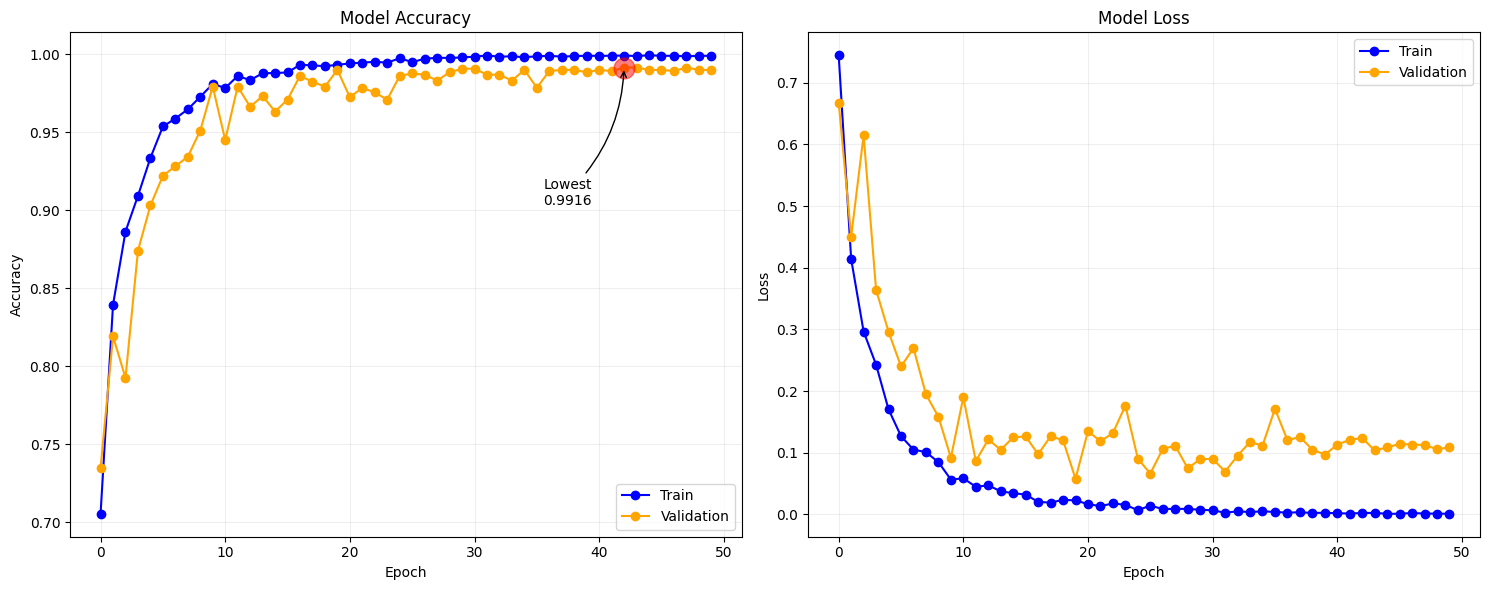 Model Accuracy
1.00
0.95
0.90
0.85
0.80
0.75
0.70
Accuracy
Lowest
0.9916
Train
Validation
0
10
20
30
40
50
Epoch
Model Loss
0.7
0.6
0.5
0.4
0.3
0.2
0.1
0.0
Loss
Train
Validation
0
10
20
30
40
50
Epoch